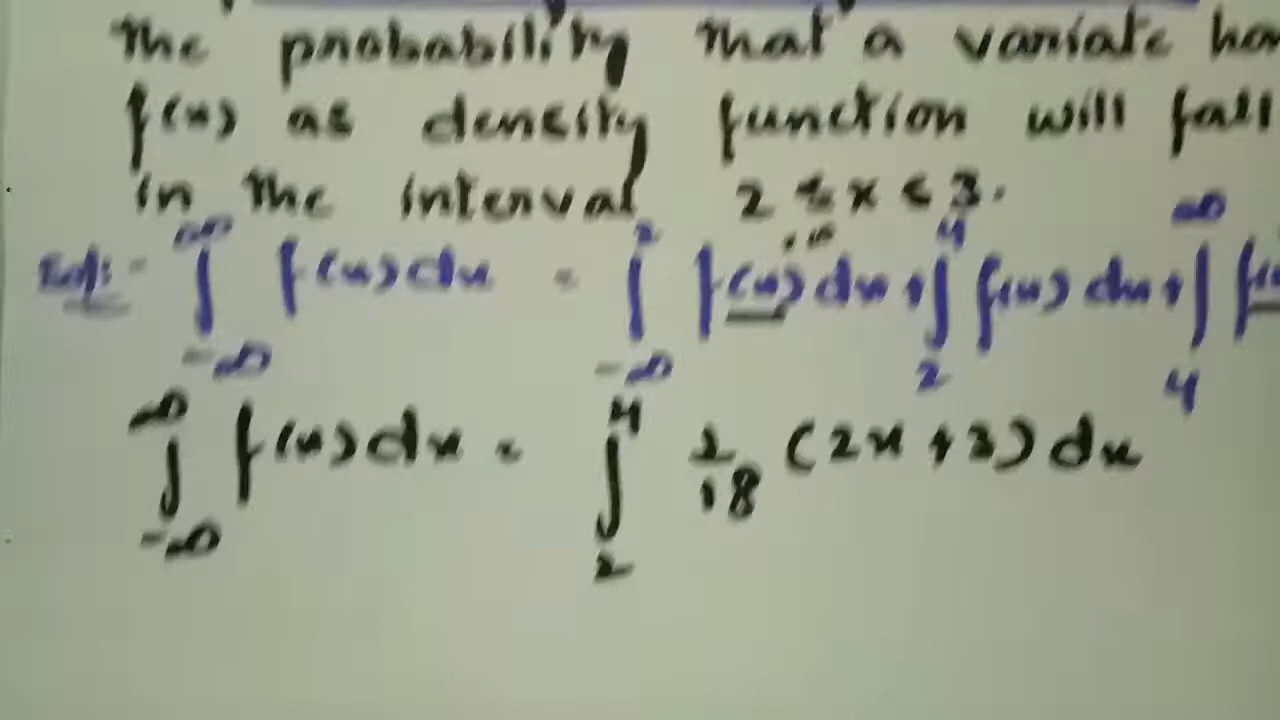 The probability that a variate ha
f(x) as density function will fall
in the interval 2 ≤ x ≤ 3.
Sol:- ∫_{-∞}^{∞} f(x) dx = ∫_{-∞}^{2} f(x) dx + ∫_{2}^{4} f(x) dx + ∫_{4}^{∞} f(x
∫_{-∞}^{∞} f(x) dx = ∫_{2}^{4} 1/18 (2x + 3) dx